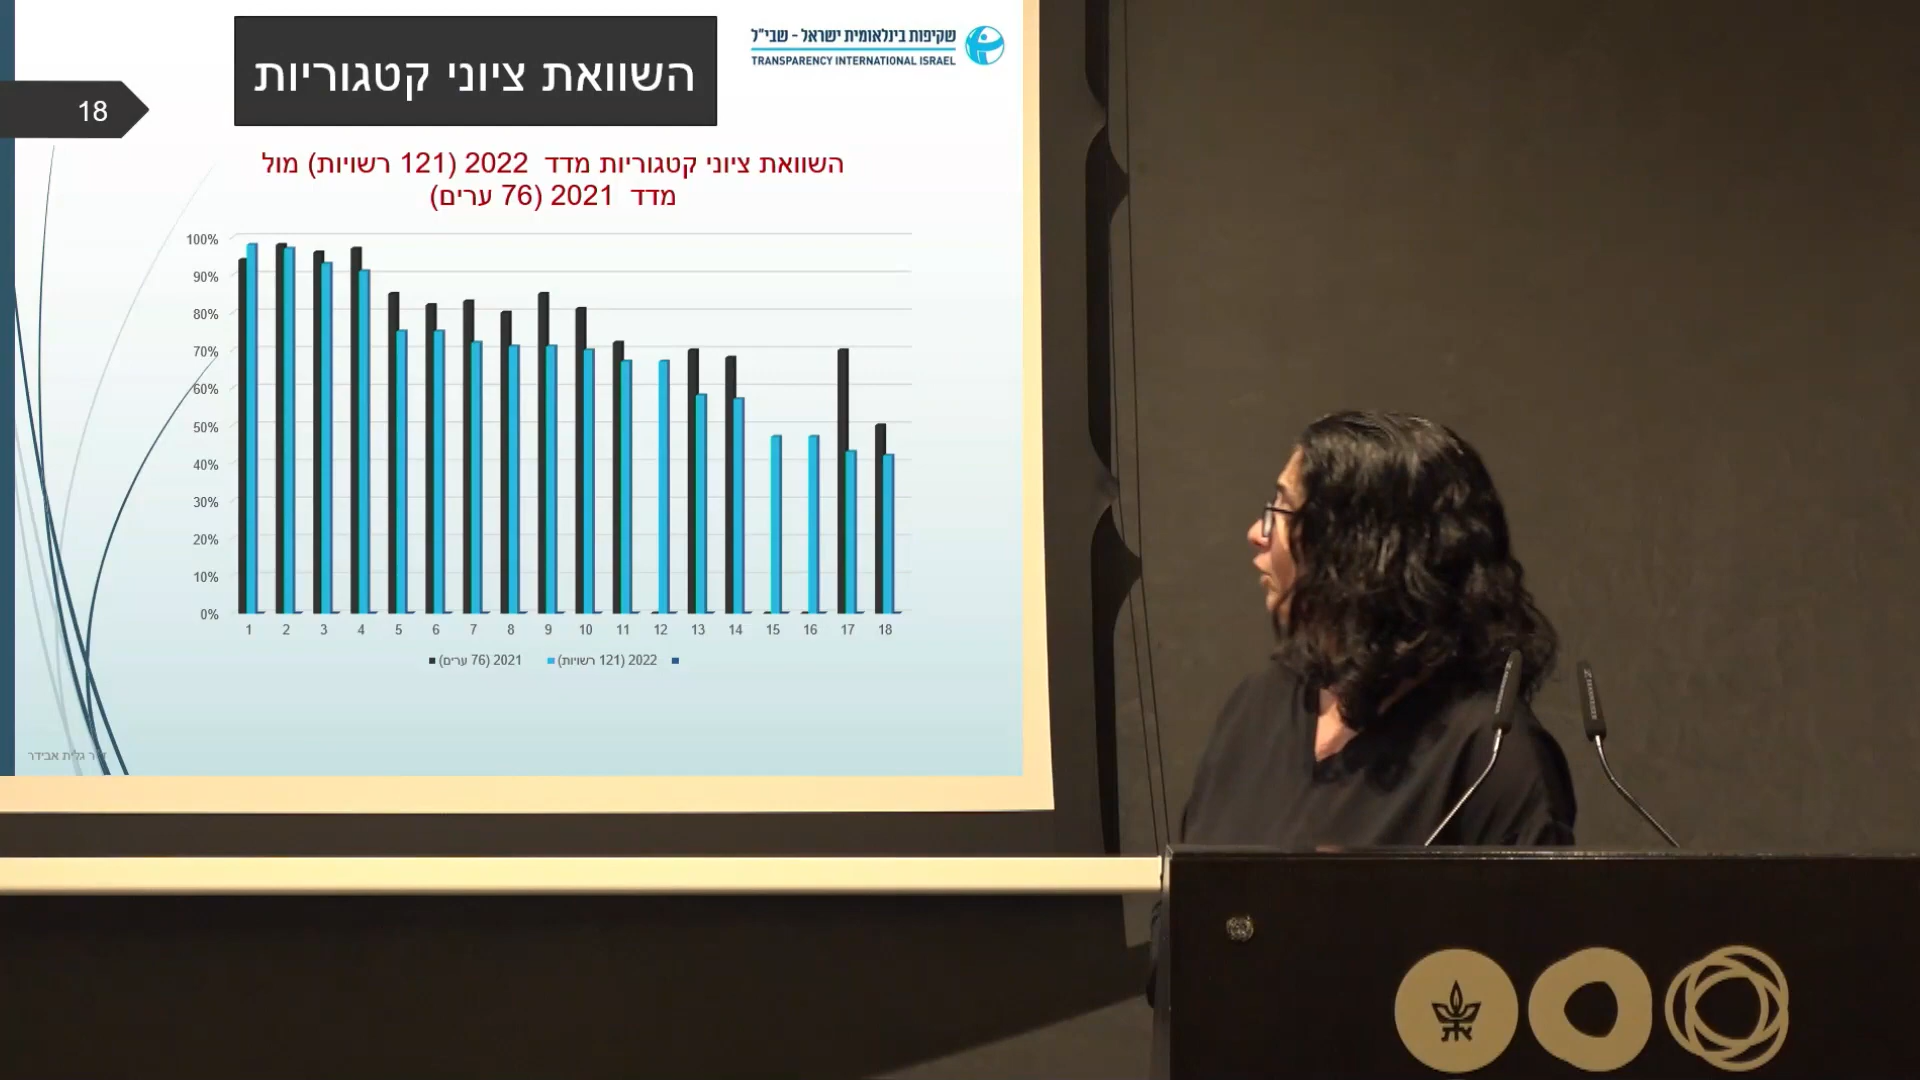 השוואת ציוני קטגוריות
שקיפות בינלאומית ישראל - שבי"ל
TRANSPARENCY INTERNATIONAL ISRAEL
18
השוואת ציוני קטגוריות מדד 2022 (121 רשויות) מול
מדד 2021 (76 ערים)
100%
90%
80%
70%
60%
50%
40%
30%
20%
10%
0%
1 2 3 4 5 6 7 8 9 10 11 12 13 14 15 16 17 18
2021 (76 ערים) 2022 (121 רשויות)
גלית אבידר